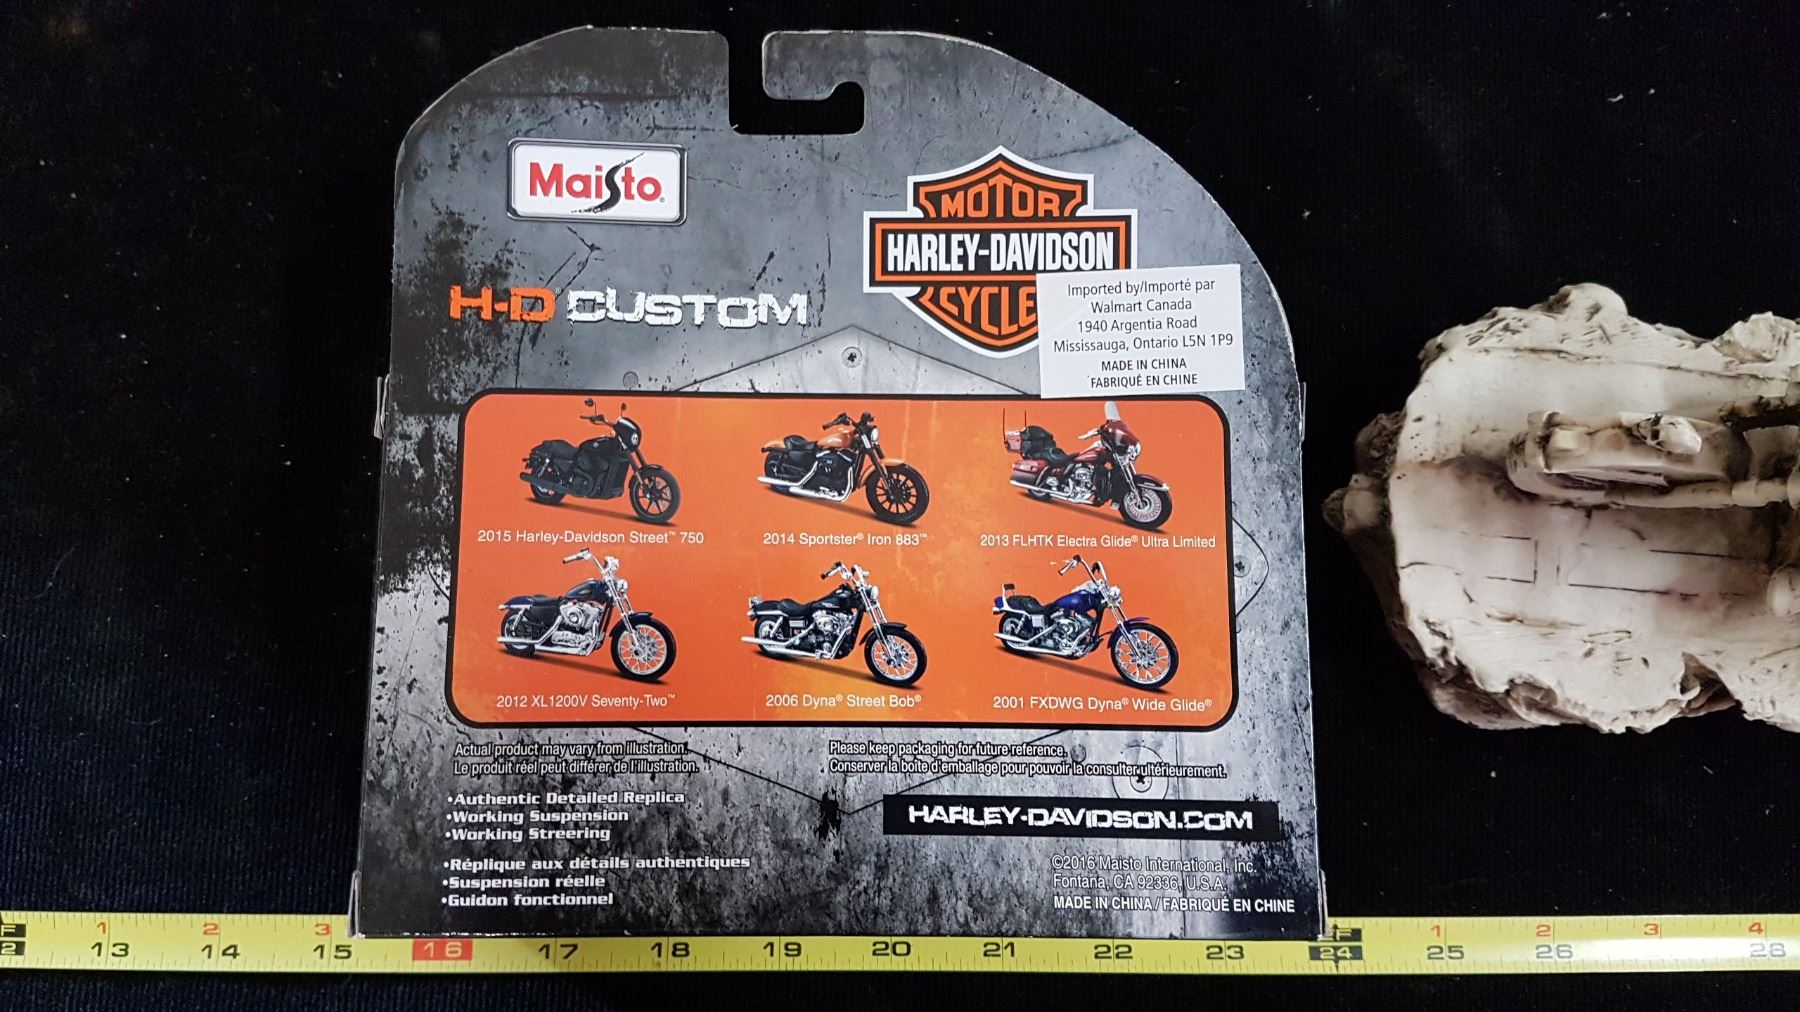 Maisto
MOTOR
HARLEY-DAVIDSON
CYCLE
H-D® CUSTOM
Imported by/Importé par
Walmart Canada
1940 Argentia Road
Mississauga, Ontario L5N 1P9
MADE IN CHINA
FABRIQUÉ EN CHINE
2015 Harley-Davidson Street™ 750
2014 Sportster® Iron 883™
2013 FLHTK Electra Glide® Ultra Limited
2012 XL1200V Seventy-Two™
2006 Dyna® Street Bob®
2001 FXDWG Dyna® Wide Glide®
Actual product may vary from illustration.
Le produit réel peut différer de l'illustration.
Please keep packaging for future reference.
Conserver la boîte d'emballage pour pouvoir la consulter ultérieurement.
•Authentic Detailed Replica
•Working Suspension
•Working Streering
•Réplique aux détails authentiques
•Suspension réelle
•Guidon fonctionnel
HARLEY-DAVIDSON.COM
©2016 Maisto International, Inc.
Fontana, CA 92336, U.S.A.
MADE IN CHINA / FABRIQUÉ EN CHINE
F 1 2 3 F 1 2 3 4
2 13 14 15 16 17 18 19 20 21 22 23 24 25 26 28